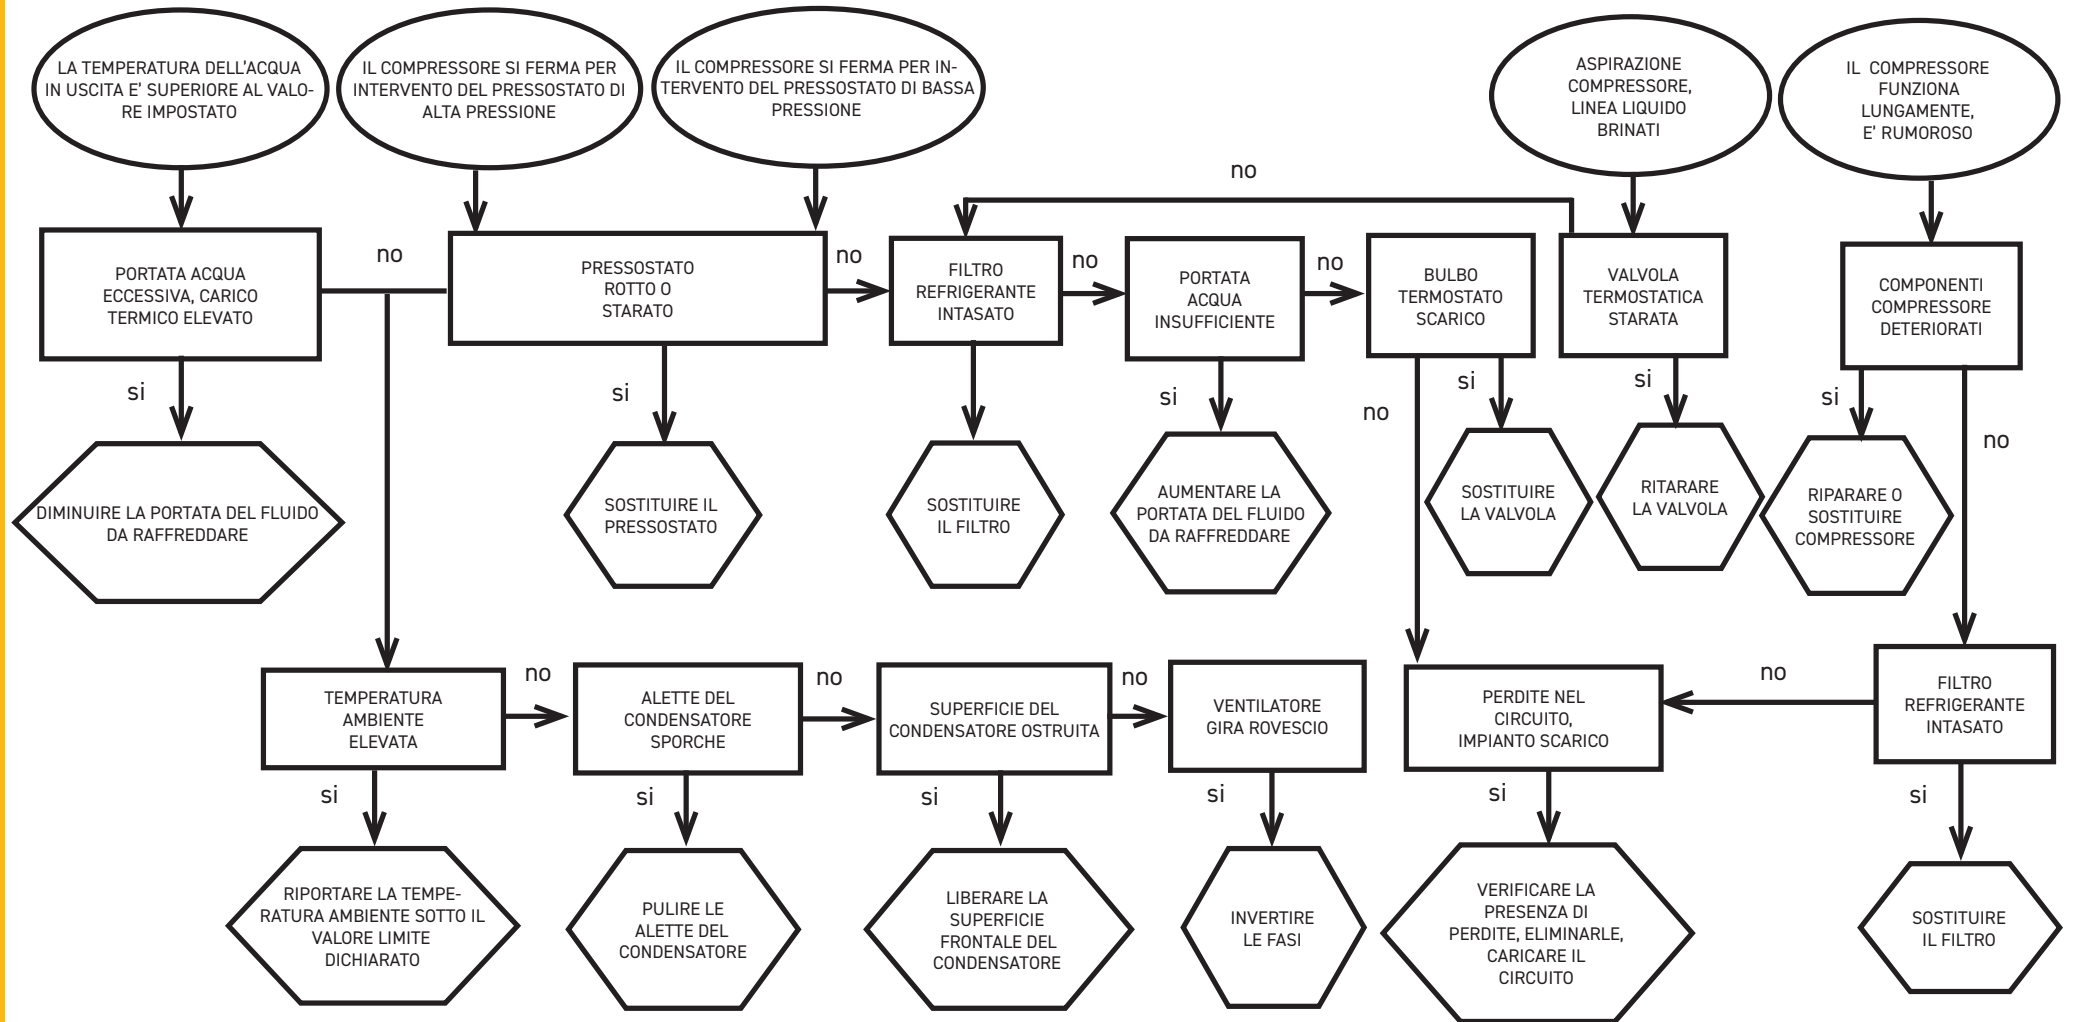 LA TEMPERATURA DELL'ACQUA
IN USCITA E' SUPERIORE AL VALO-
RE IMPOSTATO
IL COMPRESSORE SI FERMA PER
INTERVENTO DEL PRESSOSTATO DI
ALTA PRESSIONE
IL COMPRESSORE SI FERMA PER IN-
TERVENTO DEL PRESSOSTATO DI BASSA
PRESSIONE
ASPIRAZIONE
COMPRESSORE,
LINEA LIQUIDO
BRINATI
IL COMPRESSORE
FUNZIONA
LUNGAMENTE,
E' RUMOROSO
no
PORTATA ACQUA
ECCESSIVA, CARICO
TERMICO ELEVATO
no
PRESSOSTATO
ROTTO O
STARATO
no
FILTRO
REFRIGERANTE
INTASATO
no
PORTATA
ACQUA
INSUFFICIENTE
no
BULBO
TERMOSTATO
SCARICO
VALVOLA
TERMOSTATICA
STARATA
COMPONENTI
COMPRESSORE
DETERIORATI
si
si
si
no
si
si
si
no
DIMINUIRE LA PORTATA DEL FLUIDO
DA RAFFREDDARE
SOSTITUIRE IL
PRESSOSTATO
SOSTITUIRE
IL FILTRO
AUMENTARE LA
PORTATA DEL FLUIDO
DA RAFFREDDARE
SOSTITUIRE
LA VALVOLA
RITARARE
LA VALVOLA
RIPARARE O
SOSTITUIRE
COMPRESSORE
TEMPERATURA
AMBIENTE
ELEVATA
no
ALETTE DEL
CONDENSATORE
SPORCHE
no
SUPERFICIE DEL
CONDENSATORE OSTRUITA
no
VENTILATORE
GIRA ROVESCIO
PERDITE NEL
CIRCUITO,
IMPIANTO SCARICO
no
FILTRO
REFRIGERANTE
INTASATO
si
si
si
si
si
si
RIPORTARE LA TEMPE-
RATURA AMBIENTE SOTTO IL
VALORE LIMITE
DICHIARATO
PULIRE LE
ALETTE DEL
CONDENSATORE
LIBERARE LA
SUPERFICIE
FRONTALE DEL
CONDENSATORE
INVERTIRE
LE FASI
VERIFICARE LA
PRESENZA DI
PERDITE, ELIMINARLE,
CARICARE IL
CIRCUITO
SOSTITUIRE
IL FILTRO